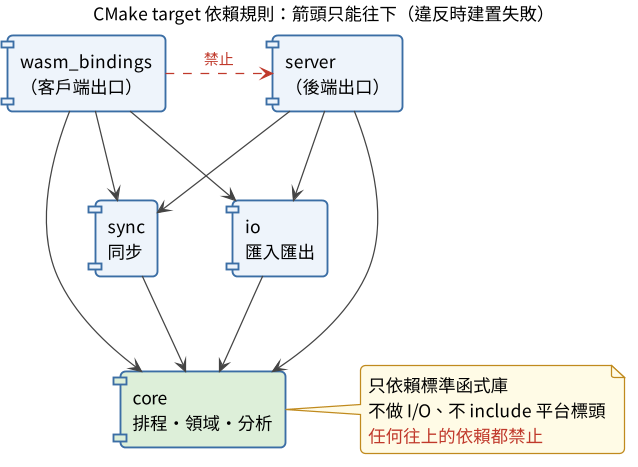 CMake target 依賴規則：箭頭只能往下（違反時建置失敗）
wasm_bindings
（客戶端出口）
禁止
server
（後端出口）
sync
同步
io
匯入匯出
core
排程・領域・分析
只依賴標準函式庫
不做 I/O、不 include 平台標頭
任何往上的依賴都禁止